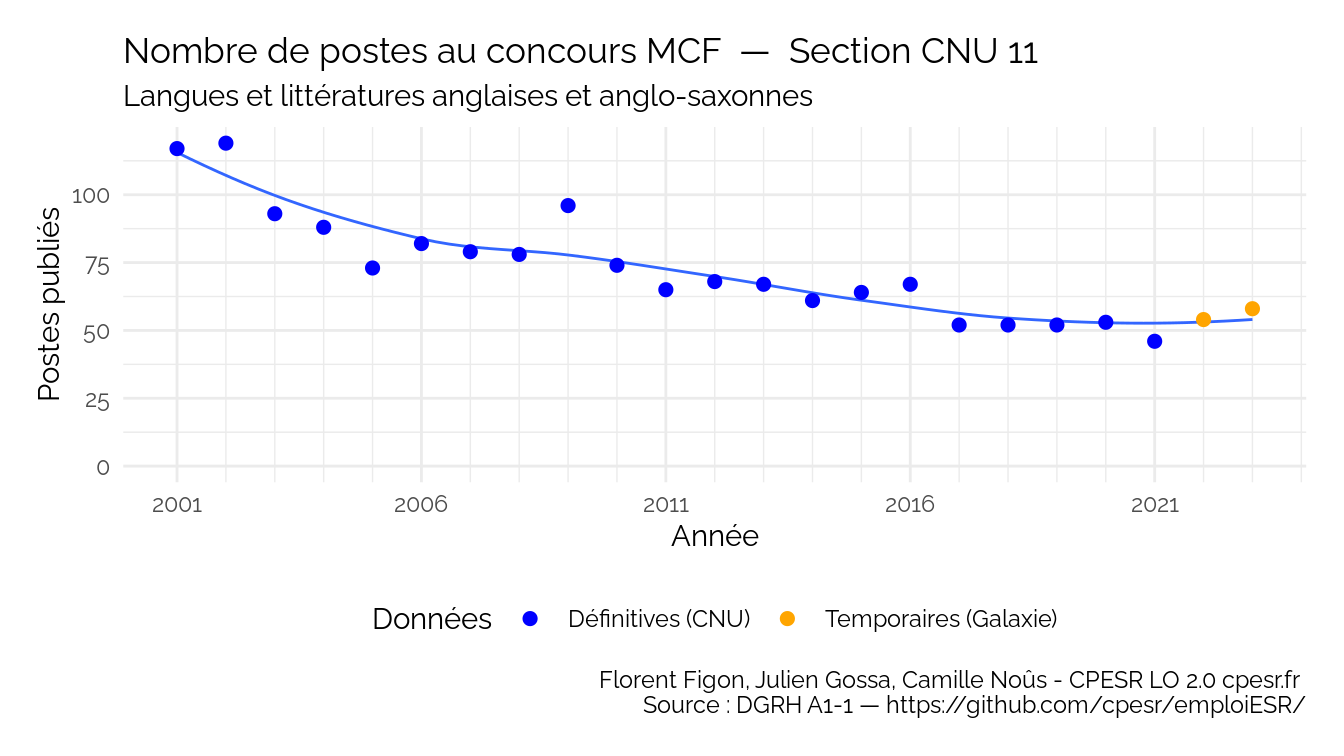 Nombre de postes au concours MCF — Section CNU 11
Langues et littératures anglaises et anglo-saxonnes
Postes publiés
100
75
50
25
0
2001 2006 2011 2016 2021
Année
Données Définitives (CNU) Temporaires (Galaxie)
Florent Figon, Julien Gossa, Camille Noûs - CPESR LO 2.0 cpesr.fr
Source : DGRH A1-1 — https://github.com/cpesr/emploiESR/